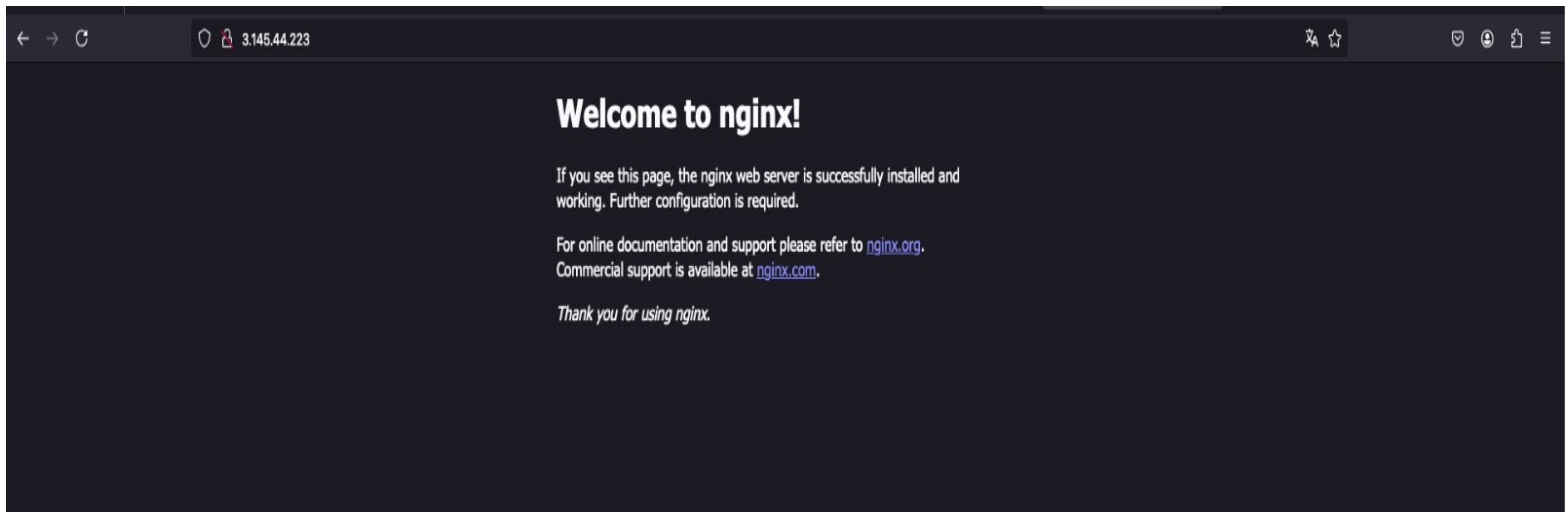 3.145.44.223
Welcome to nginx!
If you see this page, the nginx web server is successfully installed and
working. Further configuration is required.
For online documentation and support please refer to nginx.org.
Commercial support is available at nginx.com.
Thank you for using nginx.